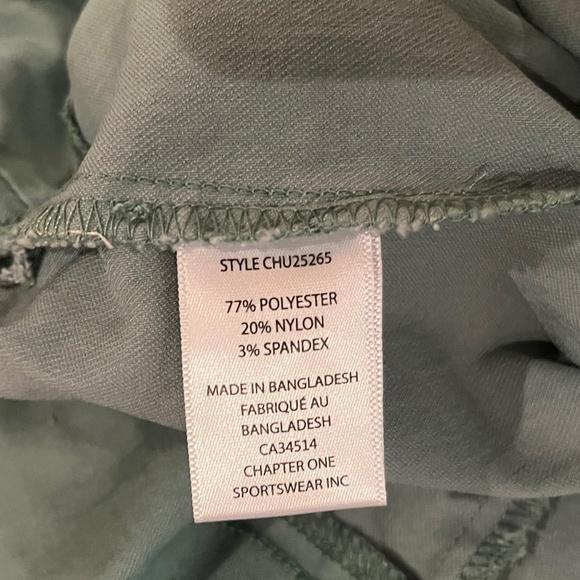 STYLE CHU25265
77% POLYESTER
20% NYLON
3% SPANDEX
MADE IN BANGLADESH
FABRIQUÉ AU
BANGLADESH
CA34514
CHAPTER ONE
SPORTSWEAR INC